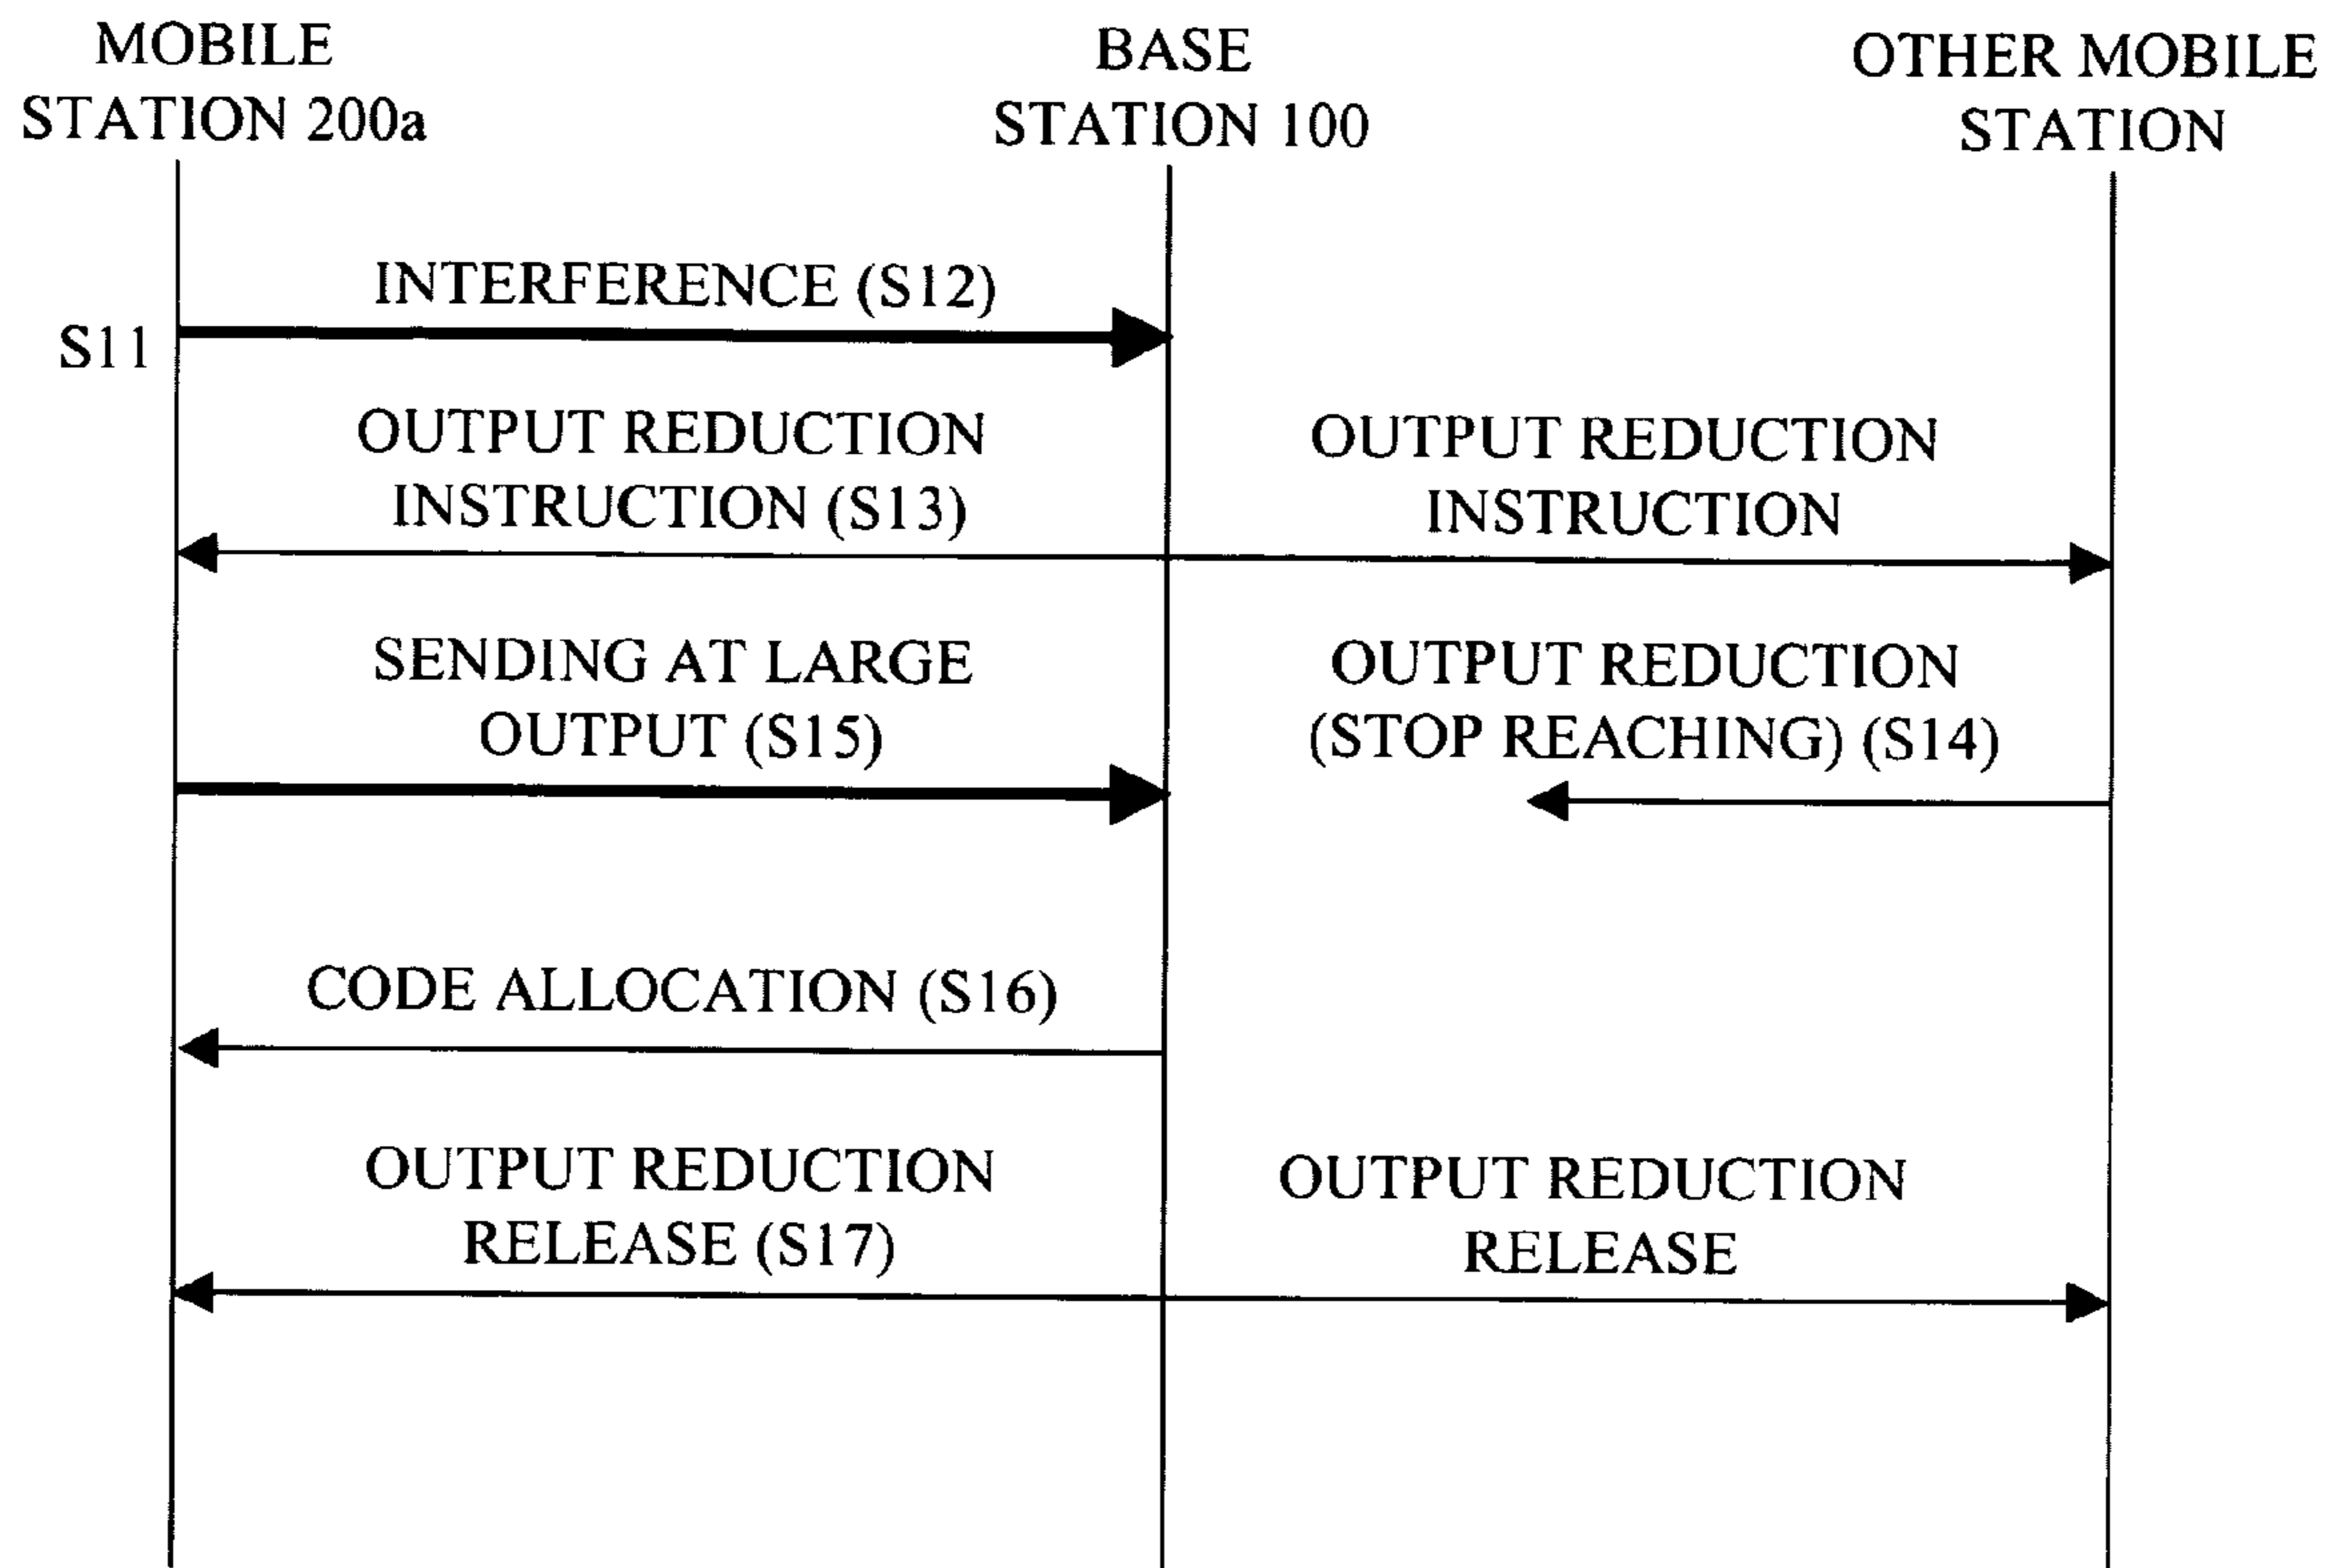 MOBILE
STATION 200a
BASE
STATION 100
OTHER MOBILE
STATION
INTERFERENCE (S12)
S11
OUTPUT REDUCTION
INSTRUCTION (S13)
OUTPUT REDUCTION
INSTRUCTION
SENDING AT LARGE
OUTPUT (S15)
OUTPUT REDUCTION
(STOP REACHING) (S14)
CODE ALLOCATION (S16)
OUTPUT REDUCTION
RELEASE (S17)
OUTPUT REDUCTION
RELEASE